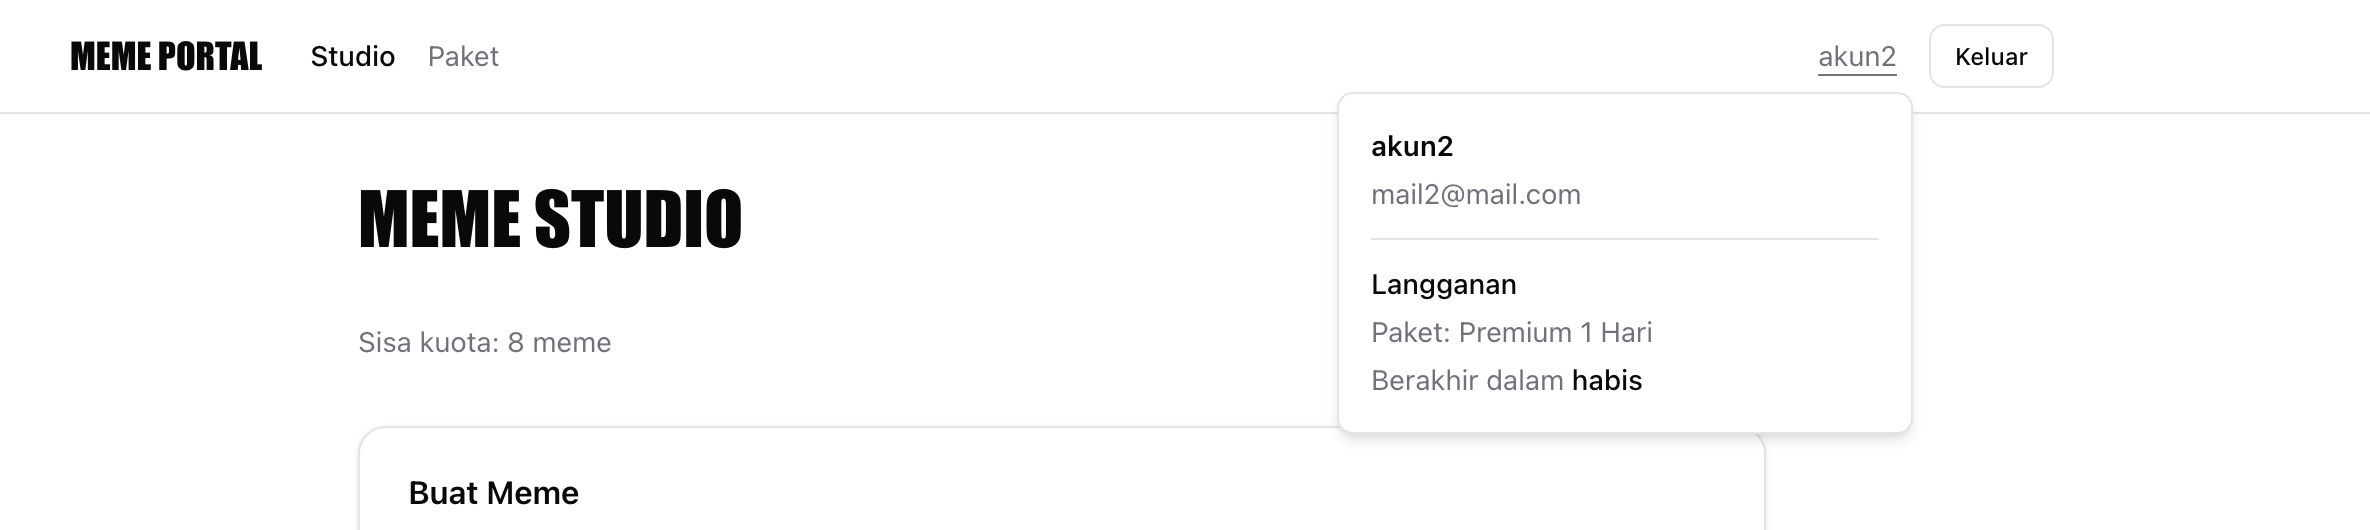 MEME PORTAL Studio Paket akun2 Keluar
akun2
mail2@mail.com
Langganan
Paket: Premium 1 Hari
Berakhir dalam habis
MEME STUDIO
Sisa kuota: 8 meme
Buat Meme